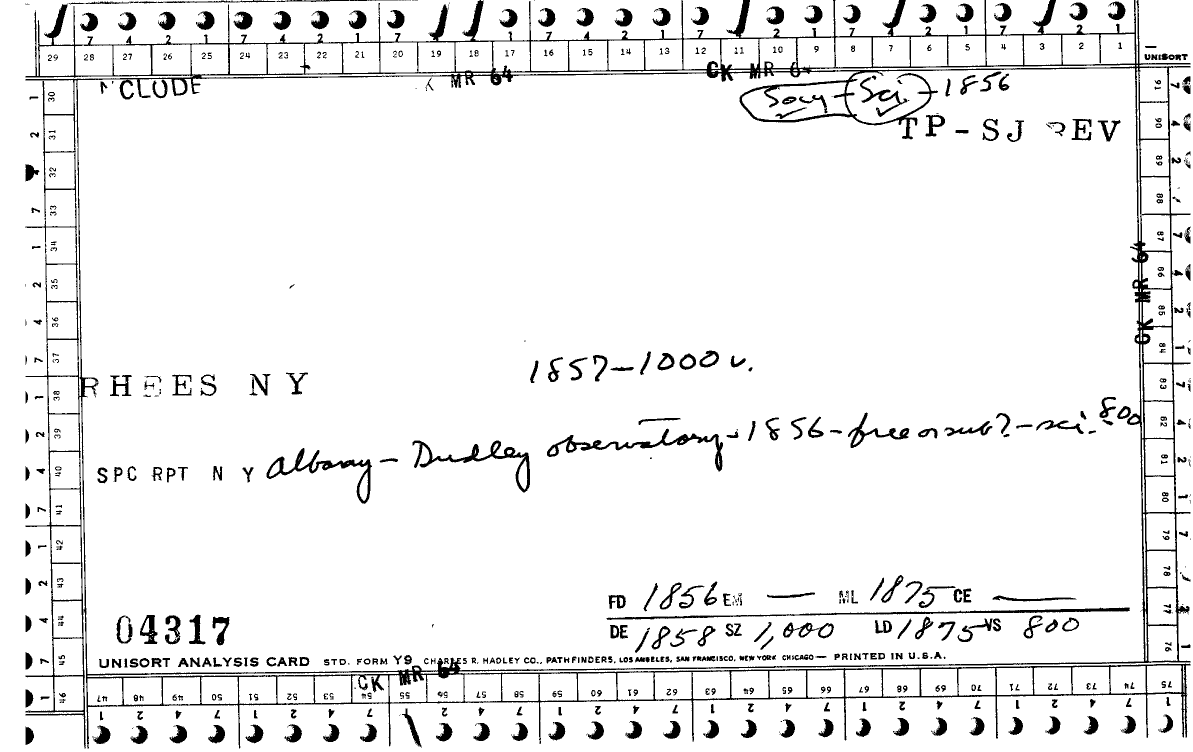 7 4 2 1 7 4 2 1 7 1 7 4 2 1 7 2 1 7 2 1 7 2 1
29 28 27 26 25 24 23 22 21 20 19 18 17 16 15 14 13 12 11 10 9 8 7 6 5 4 3 2 1
UNISORT
CLUDE
K MR 64
CK MR 64
Socy-Sci.-1856
TP-SJ REV
CK MR 64
1857-1000 v.
RHEES N Y
SPC RPT N Y Albany - Dudley observatory - 1856 - free or sub? - sci. 800
FD 1856 EM — ML 1875 CE —
DE 1858 SZ 1,000 LD 1875 VS 800
04317
UNISORT ANALYSIS CARD STD. FORM Y9 CHARLES R. HADLEY CO., PATHFINDERS, LOS ANGELES, SAN FRANCISCO, NEW YORK CHICAGO — PRINTED IN U.S.A.
CK MR 64
30 31 32 33 34 35 36 37 38 39 40 41 42 43 44 45 46
91 90 89 88 87 86 85 84 83 82 81 80 79 78 77 76
47 48 49 50 51 52 53 54 55 56 57 58 59 60 61 62 63 64 65 66 67 68 69 70 71 72 73 74 75